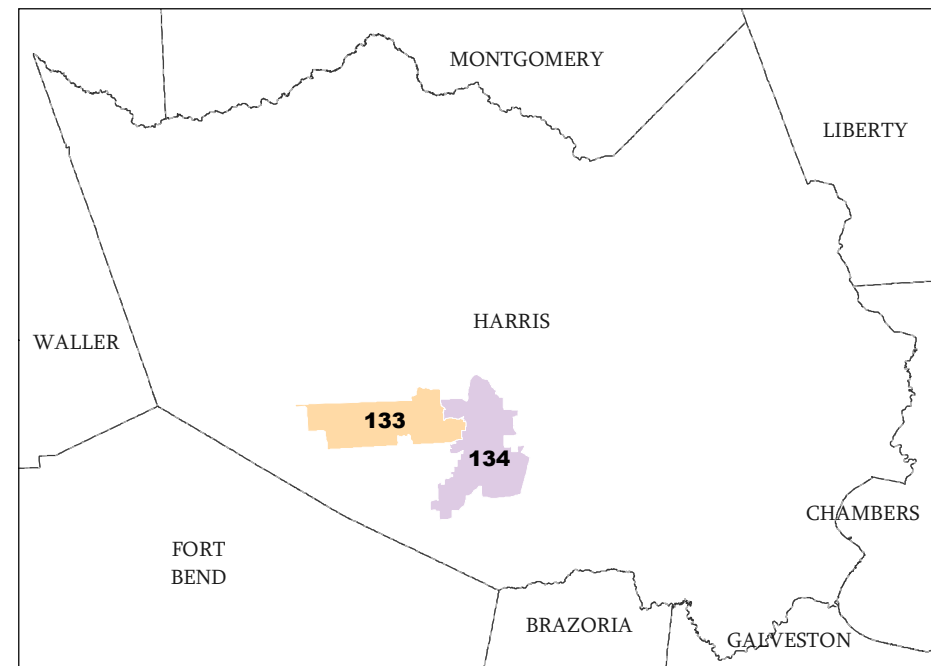 MONTGOMERY
LIBERTY
HARRIS
WALLER
133
134
CHAMBERS
FORT
BEND
BRAZORIA
GALVESTON